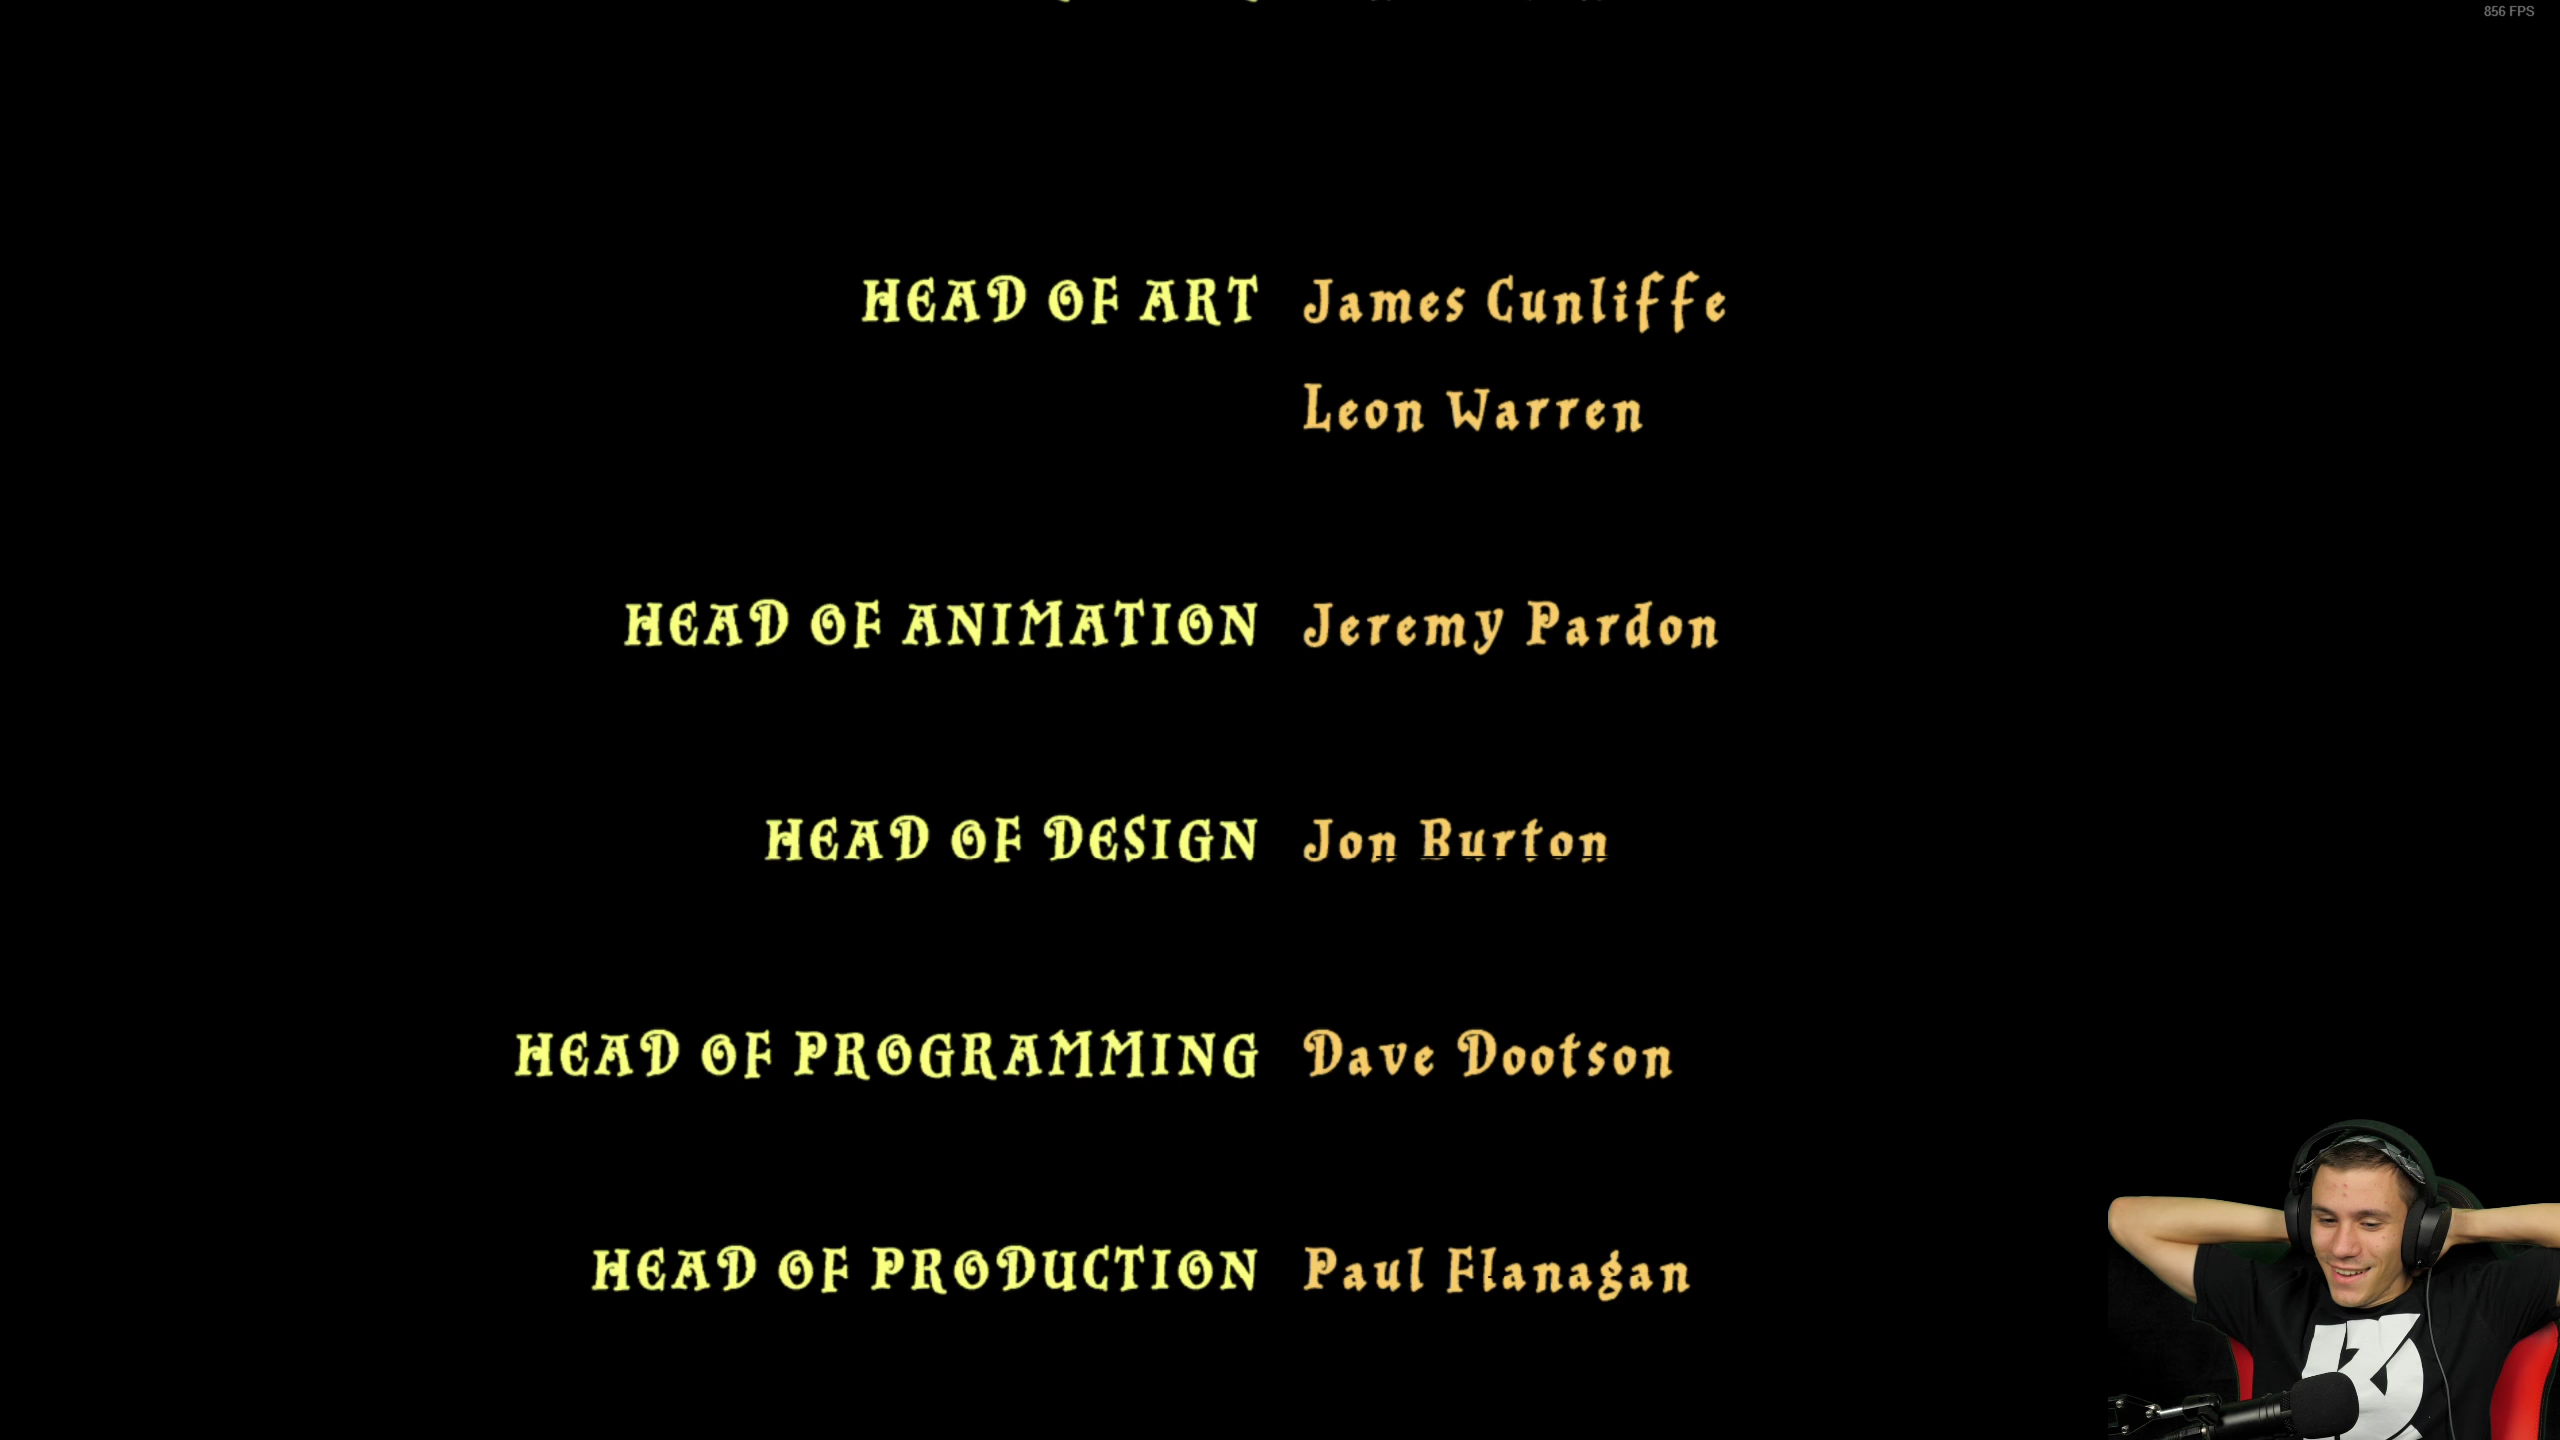 856 FPS
HEAD OF ART James Cunliffe
Leon Warren
HEAD OF ANIMATION Jeremy Pardon
HEAD OF DESIGN Jon Burton
HEAD OF PROGRAMMING Dave Dootson
HEAD OF PRODUCTION Paul Flanagan